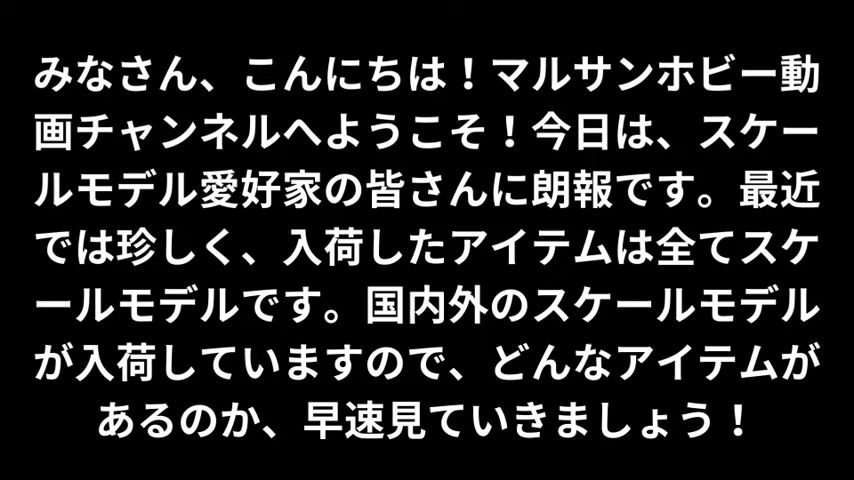 みなさん、こんにちは！マルサンホビー動
画チャンネルへようこそ！今日は、スケー
ルモデル愛好家の皆さんに朗報です。最近
では珍しく、入荷したアイテムは全てスケ
ールモデルです。国内外のスケールモデル
が入荷していますので、どんなアイテムが
あるのか、早速見ていきましょう！